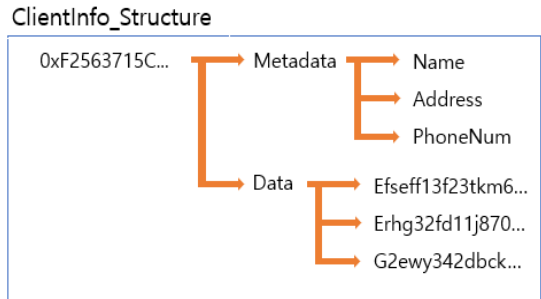 ClientInfo_Structure
0xF2563715C... Metadata Name
Address
PhoneNum
Data Efseff13f23tkm6...
Erhg32fd11j870...
G2ewy342dbck...